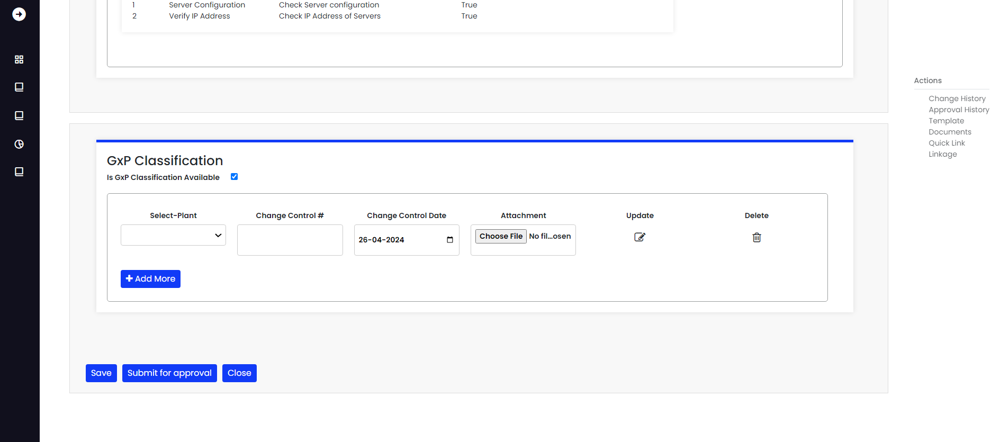 1 Server Configuration Check Server configuration True
2 Verify IP Address Check IP Address of Servers True
Actions
Change History
Approval History
Template
Documents
Quick Link
Linkage
GxP Classification
Is GxP Classification Available
Select-Plant Change Control # Change Control Date Attachment Update Delete
26-04-2024 Choose File No fil...osen
Add More
Save Submit for approval Close